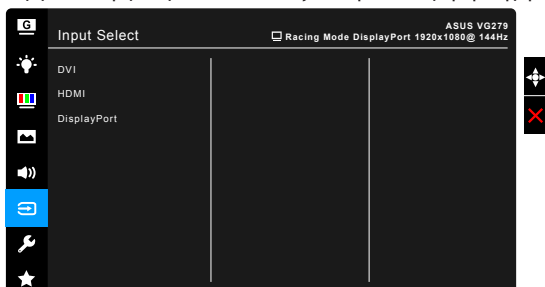 G
ASUS VG279
Input Select
Racing Mode DisplayPort 1920x1080@ 144Hz
DVI
HDMI
DisplayPort